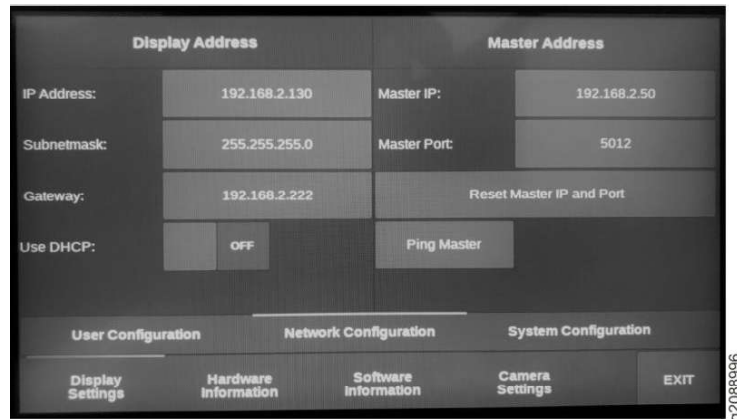 Display Address
Master Address
IP Address:
192.168.2.130
Master IP:
192.168.2.50
Subnetmask:
255.255.255.0
Master Port:
5012
Gateway:
192.168.2.222
Reset Master IP and Port
Use DHCP:
OFF
Ping Master
User Configuration
Network Configuration
System Configuration
Display
Settings
Hardware
Information
Software
Information
Camera
Settings
EXIT